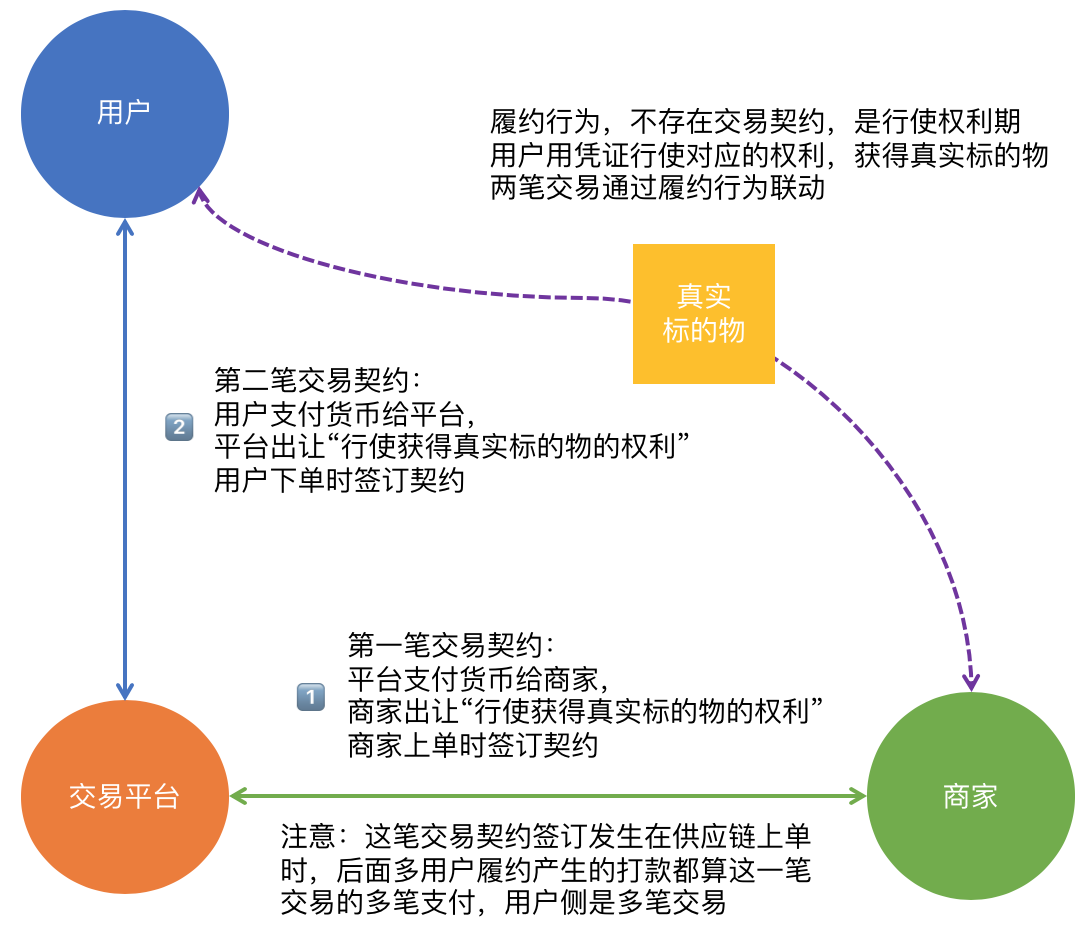 用户
履约行为，不存在交易契约，是行使权利期
用户用凭证行使对应的权利，获得真实标的物
两笔交易通过履约行为联动
真实
标的物
第二笔交易契约：
用户支付货币给平台，
2
平台出让“行使获得真实标的物的权利”
用户下单时签订契约
第一笔交易契约：
平台支付货币给商家，
1
商家出让“行使获得真实标的物的权利”
商家上单时签订契约
交易平台
商家
注意：这笔交易契约签订发生在供应链上单
时，后面多用户履约产生的打款都算这一笔
交易的多笔支付，用户侧是多笔交易